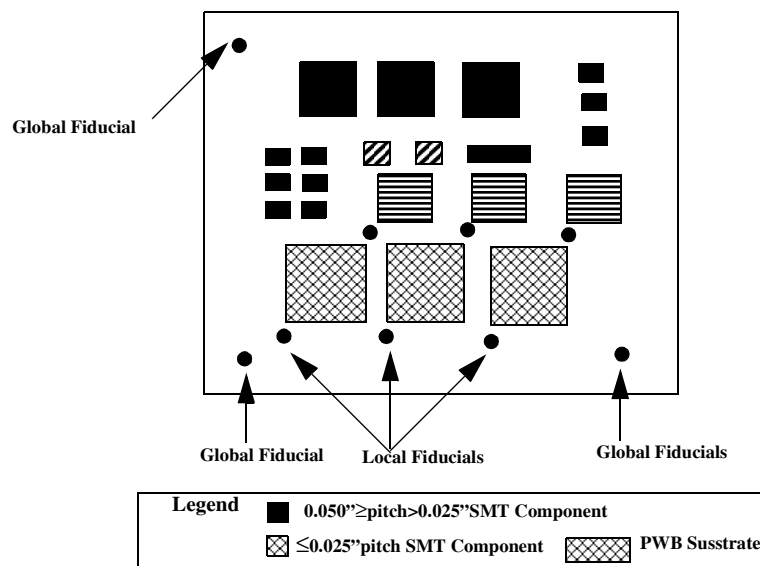 Global Fiducial
Global Fiducial
Local Fiducials
Global Fiducials
Legend
0.050”≥pitch>0.025”SMT Component
≤0.025”pitch SMT Component
PWB Susstrate